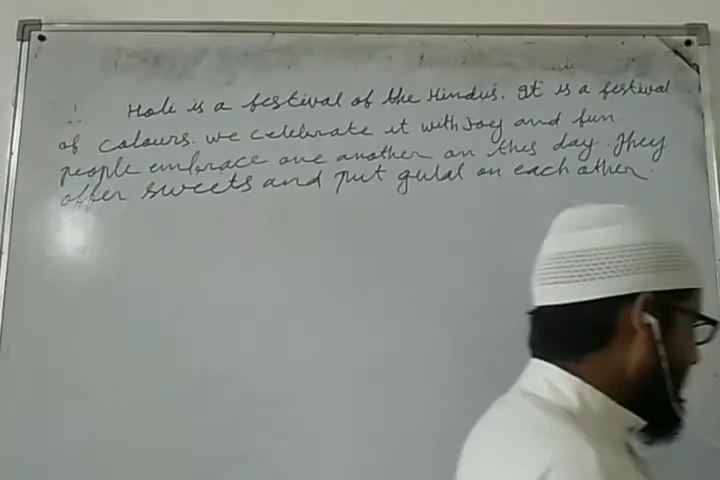 Holi is a festival of the Hindus. It is a festival
of colours. we celebrate it with Joy and fun
people embrace one another on this day. They
offer sweets and put gulal on each other.